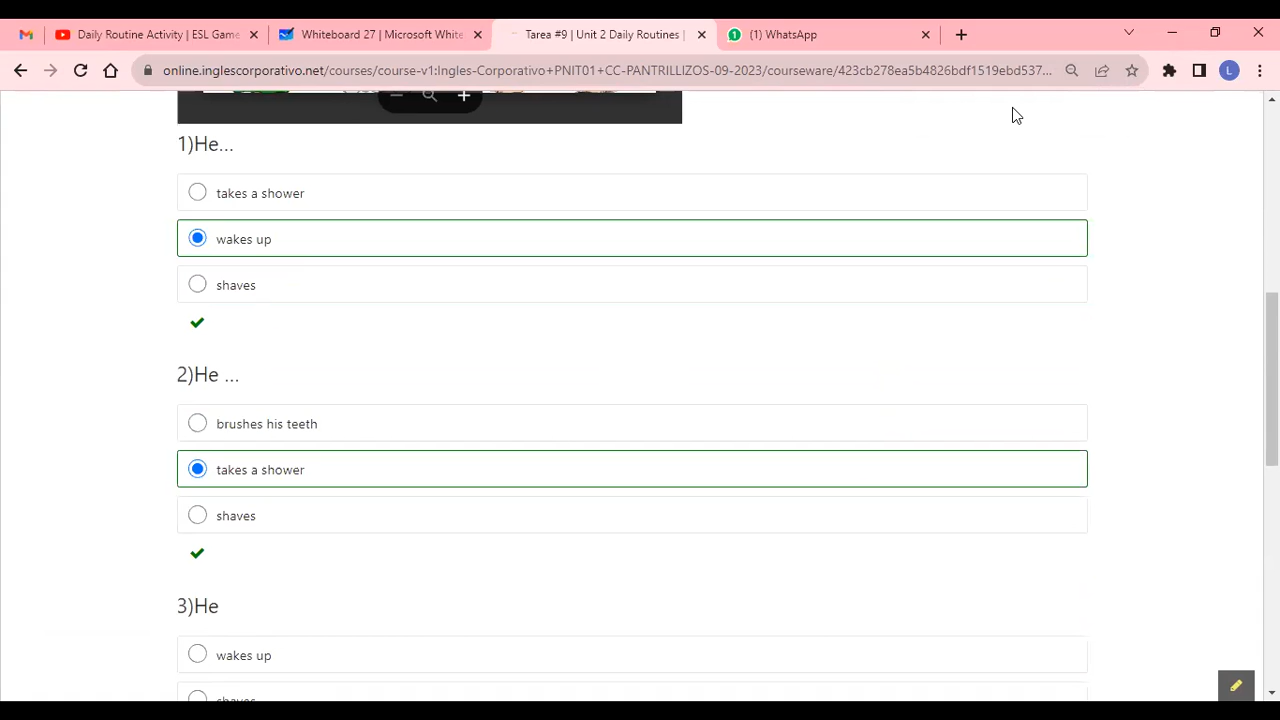 Daily Routine Activity | ESL Game
Whiteboard 27 | Microsoft White
Tarea #9 | Unit 2 Daily Routines |
1
(1) WhatsApp
online.inglescorporativo.net/courses/course-v1:Ingles-Corporativo+PNIT01+CC-PANTRILLIZOS-09-2023/courseware/423cb278ea5b4826bdf1519ebd537...
L
1)He...
takes a shower
wakes up
shaves
2)He ...
brushes his teeth
takes a shower
shaves
3)He
wakes up
shaves